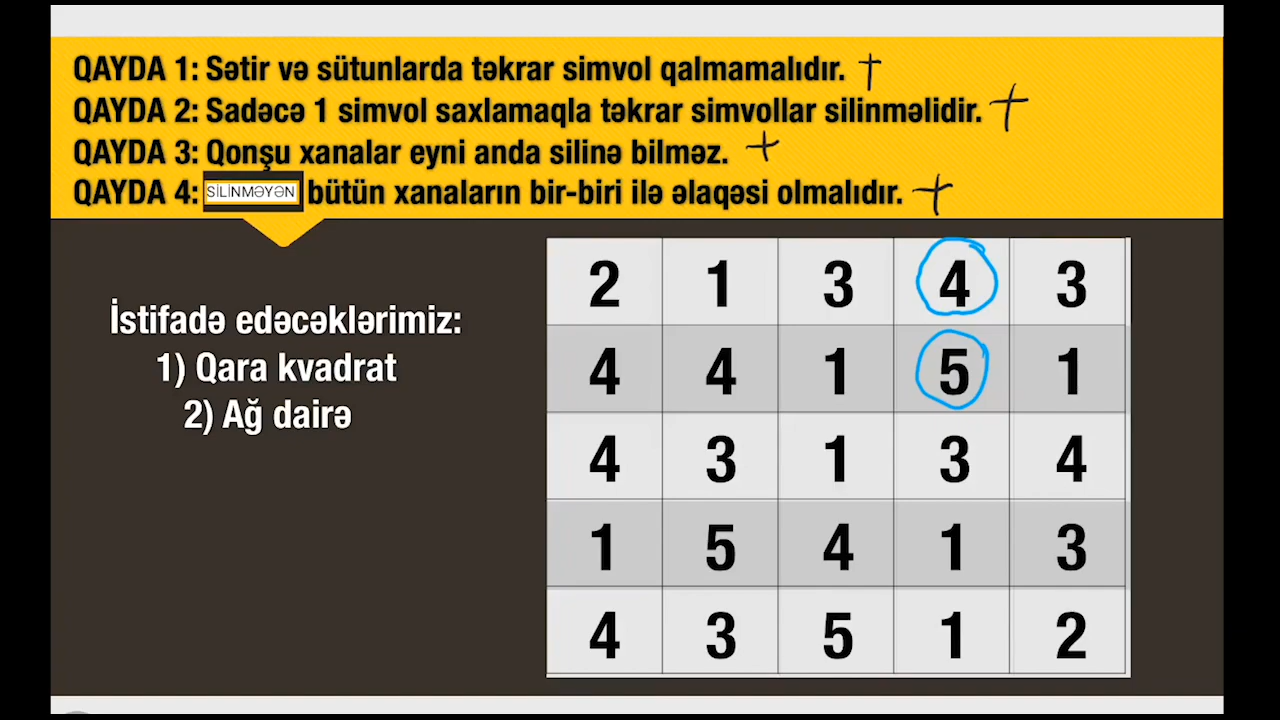 QAYDA 1: Sətir və sütunlarda təkrar simvol qalmamalıdır.
QAYDA 2: Sadəcə 1 simvol saxlamaqla təkrar simvollar silinməlidir.
QAYDA 3: Qonşu xanalar eyni anda silinə bilməz.
QAYDA 4: SİLİNMƏYƏN bütün xanaların bir-biri ilə əlaqəsi olmalıdır.
İstifadə edəcəklərimiz:
1) Qara kvadrat
2) Ağ dairə
2 1 3 4 3
4 4 1 5 1
4 3 1 3 4
1 5 4 1 3
4 3 5 1 2